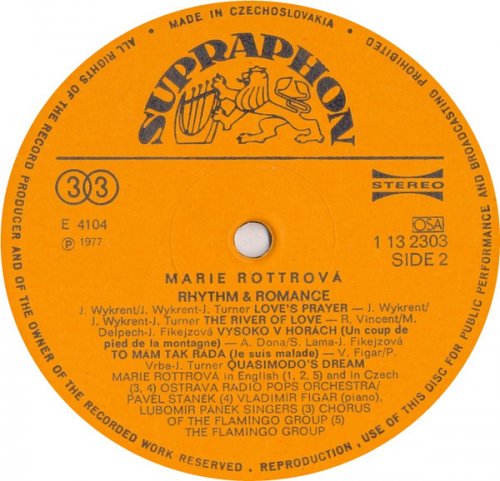 MADE IN CZECHOSLOVAKIA
ALL RIGHTS OF THE RECORD PRODUCER AND OF THE OWNER OF THE RECORDED WORK RESERVED . REPRODUCTION , USE OF THIS DISC FOR PUBLIC PERFORMANCE AND BROADCASTING PROHIBITED
SUPRAPHON
33
STEREO
E 4104
℗ 1977
OSA
1 13 2303
SIDE 2
MARIE ROTTROVÁ
RHYTHM & ROMANCE
J. Wykrent/J. Wykrent-J. Turner LOVE'S PRAYER — J. Wykrent/
J. Wykrent-J. Turner THE RIVER OF LOVE — R. Vincent/M.
Delpech-J. Fikejzová VYSOKO V HORÁCH (Un coup de
pied de la montagne) — A. Dona/S. Lama-J. Fikejzová
TO MÁM TAK RÁDA (Je suis malade) — V. Figar/P.
Vrba-J. Turner QUASIMODO'S DREAM
MARIE ROTTROVÁ in English (1, 2, 5) and in Czech
(3, 4) OSTRAVA RADIO POPS ORCHESTRA/
PAVEL STANĚK (4) VLADIMÍR FIGAR (piano).
LUBOMÍR PÁNEK SINGERS (3) CHORUS
OF THE FLAMINGO GROUP (5)
THE FLAMINGO GROUP